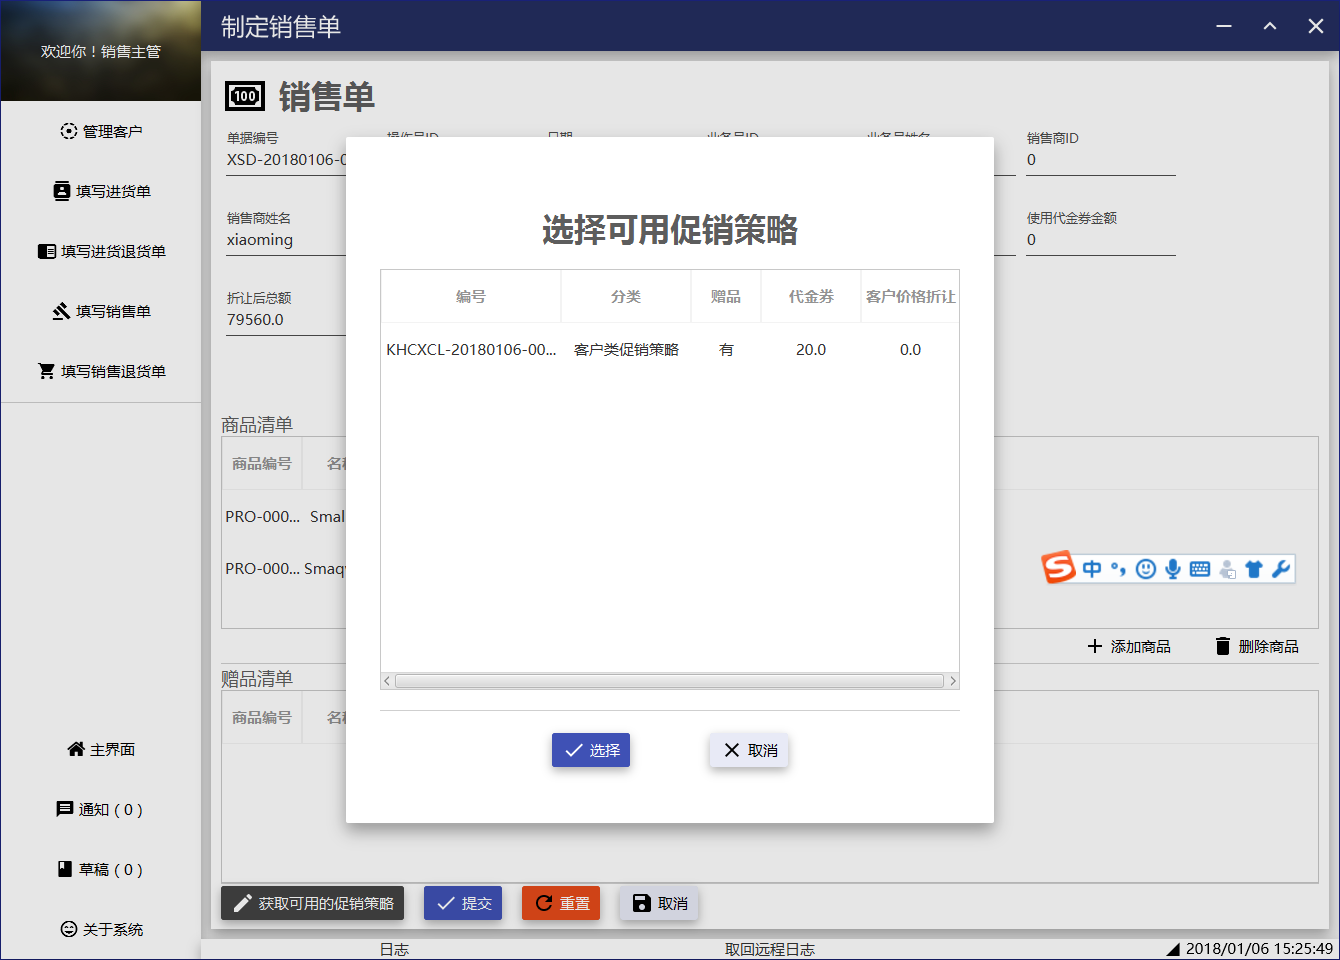 欢迎你！销售主管
制定销售单
管理客户
填写进货单
填写进货退货单
填写销售单
填写销售退货单
主界面
通知 ( 0 )
草稿 ( 0 )
关于系统
100 销售单
单据编号
销售商ID
XSD-20180106-0
0
销售商姓名
使用代金券金额
xiaoming
0
折让后总额
79560.0
商品清单
商品编号
PRO-000... Smal
PRO-000... Smaq
中
添加商品 删除商品
赠品清单
商品编号
选择可用促销策略
编号 分类 赠品 代金券 客户价格折让
KHCXCL-20180106-00... 客户类促销策略 有 20.0 0.0
选择 取消
获取可用的促销策略 提交 重置 取消
日志 取回远程日志 2018/01/06 15:25:49